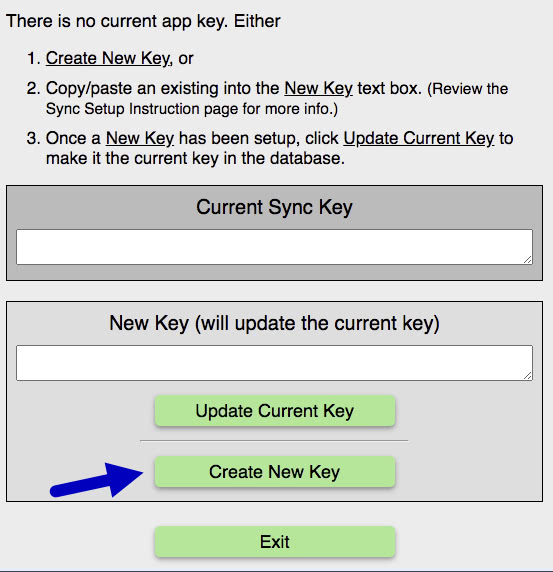 There is no current app key. Either
1. Create New Key, or
2. Copy/paste an existing into the New Key text box. (Review the
Sync Setup Instruction page for more info.)
3. Once a New Key has been setup, click Update Current Key to
make it the current key in the database.
Current Sync Key
New Key (will update the current key)
Update Current Key
Create New Key
Exit